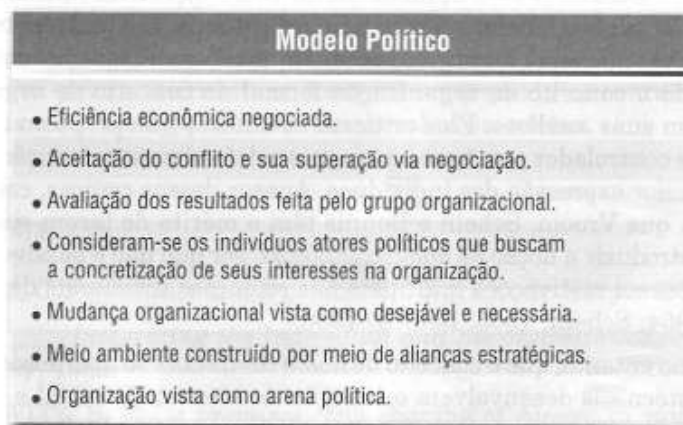 Modelo Político
• Eficiência econômica negociada.
• Aceitação do conflito e sua superação via negociação.
• Avaliação dos resultados feita pelo grupo organizacional.
• Consideram-se os indivíduos atores políticos que buscam
a concretização de seus interesses na organização.
• Mudança organizacional vista como desejável e necessária.
• Meio ambiente construído por meio de alianças estratégicas.
• Organização vista como arena política.